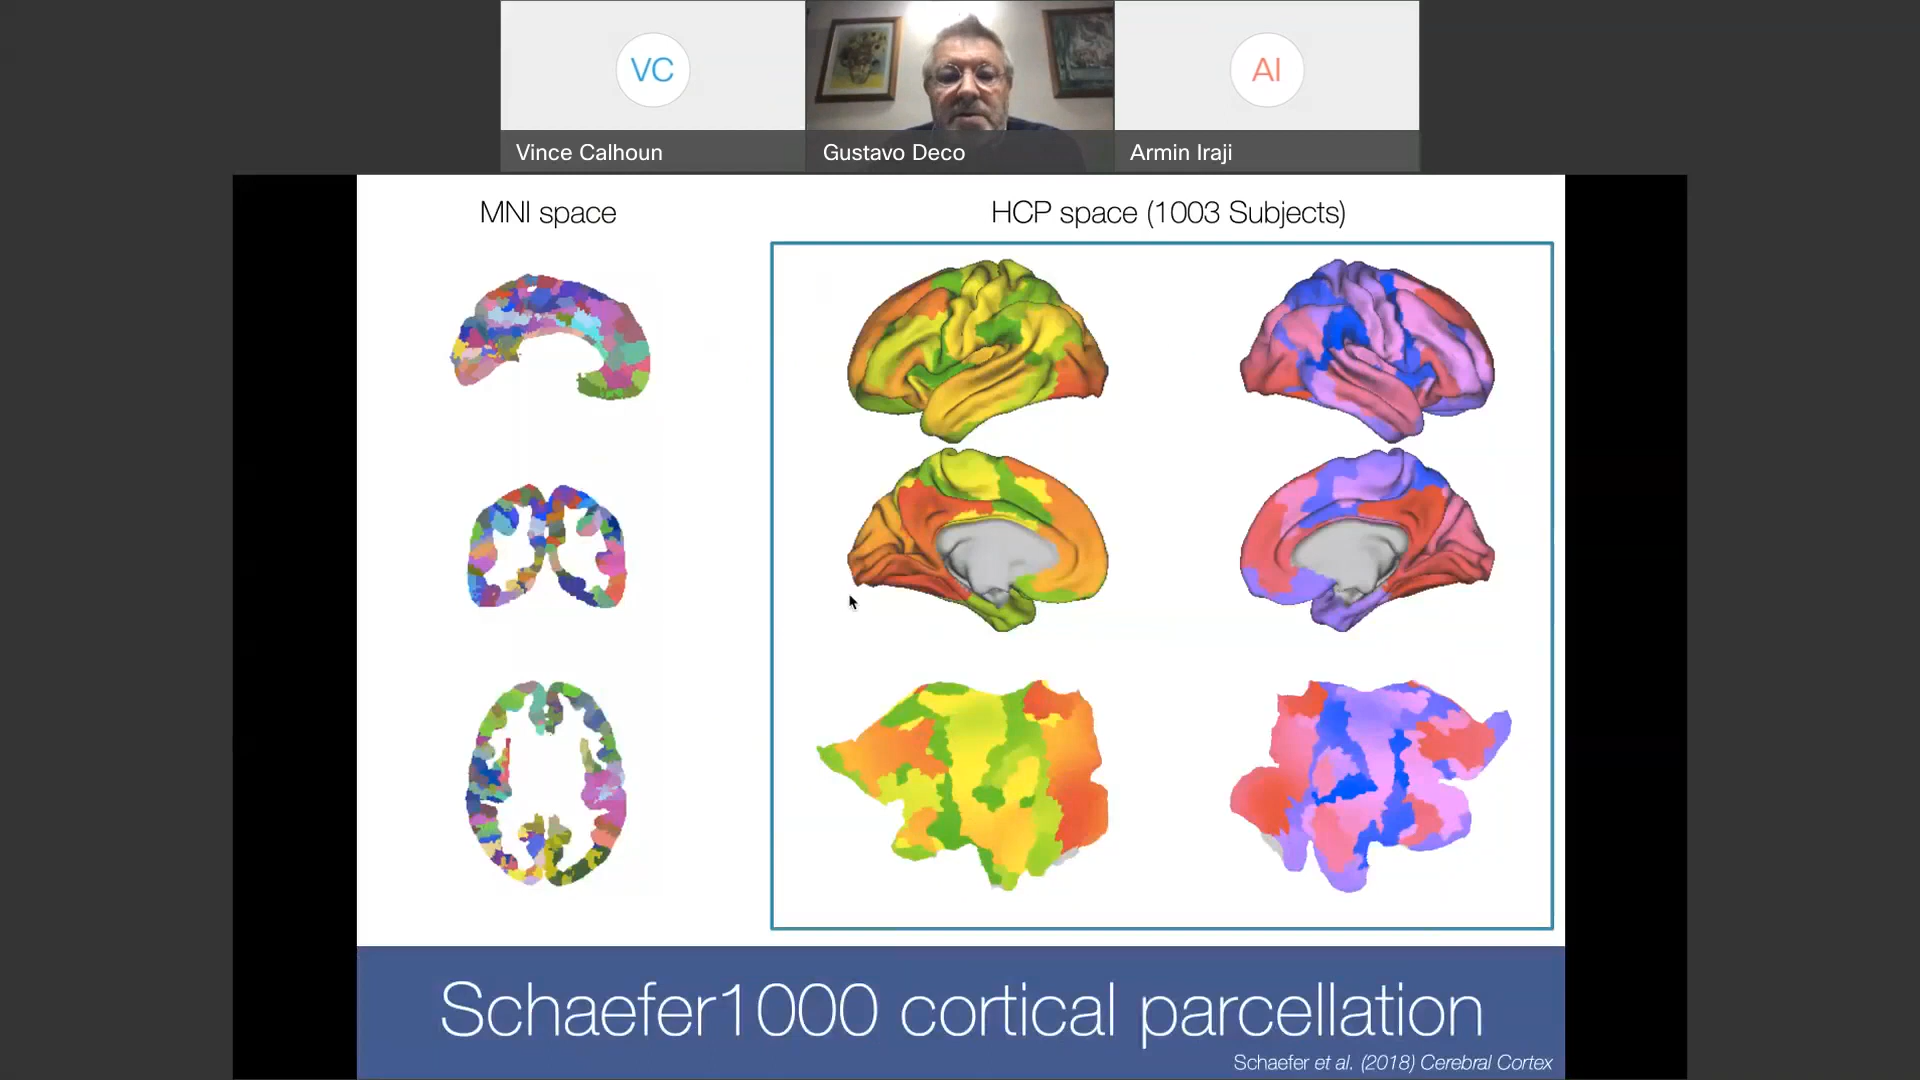 VC
AI
Vince Calhoun
Gustavo Deco
Armin Iraji
MNI space
HCP space (1003 Subjects)
Schaefer1000 cortical parcellation
Schaefer et al. (2018) Cerebral Cortex